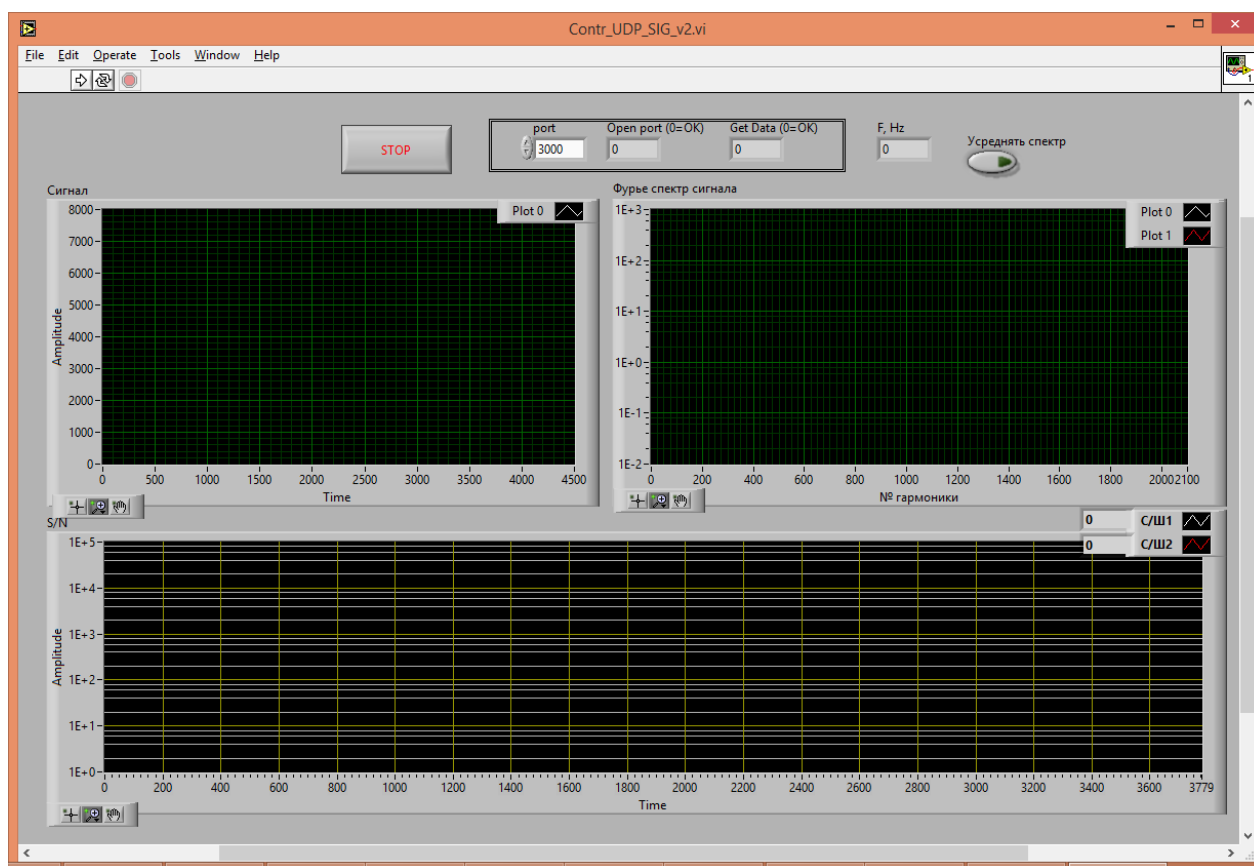 Contr_UDP_SIG_v2.vi
File Edit Operate Tools Window Help
1
STOP
port Open port (0=OK) Get Data (0=OK) F, Hz
3000 0 0 0
Усреднять спектр
Сигнал
Plot 0
8000
7000
6000
5000
4000
3000
2000
1000
0
Amplitude
0 500 1000 1500 2000 2500 3000 3500 4000 4500
Time
Фурье спектр сигнала
Plot 0
Plot 1
1E+3
1E+2
1E+1
1E+0
1E-1
1E-2
0 200 400 600 800 1000 1200 1400 1600 1800 2000 2100
№ гармоники
S/N
0 С/Ш1
0 С/Ш2
1E+5
1E+4
1E+3
1E+2
1E+1
1E+0
Amplitude
0 200 400 600 800 1000 1200 1400 1600 1800 2000 2200 2400 2600 2800 3000 3200 3400 3600 3779
Time